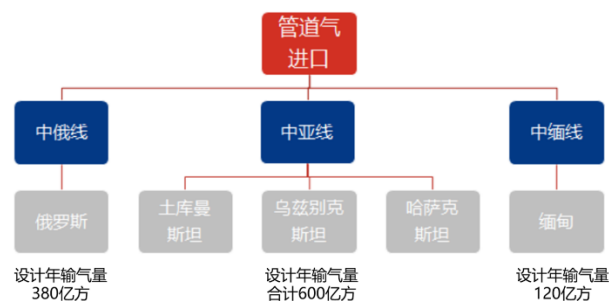 管道气
进口
中俄线
中亚线
中缅线
俄罗斯
土库曼
斯坦
乌兹别克
斯坦
哈萨克
斯坦
缅甸
设计年输气量
380亿方
设计年输气量
合计600亿方
设计年输气量
120亿方